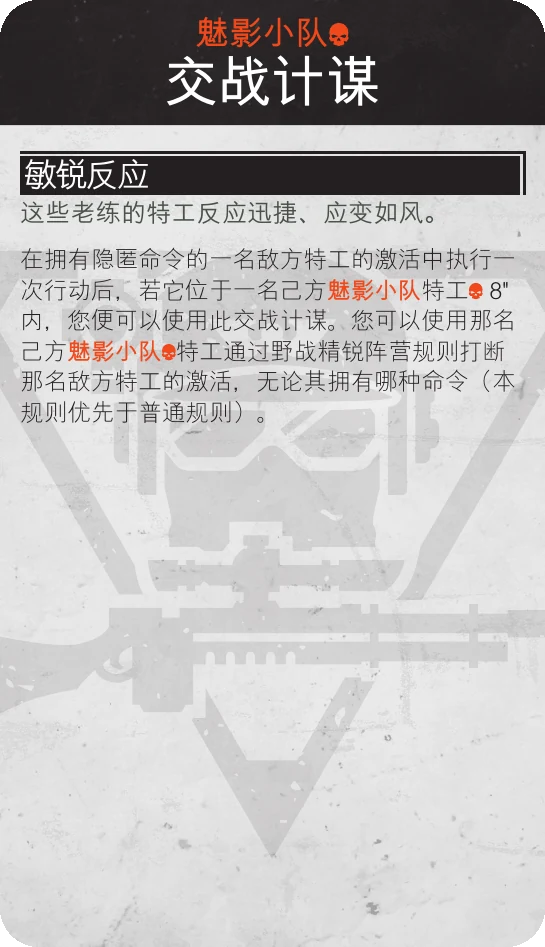 魅影小队
交战计谋
敏锐反应
这些老练的特工反应迅捷、应变如风。
在拥有隐匿命令的一名敌方特工的激活中执行一
次行动后，若它位于一名己方魅影小队特工 8"
内，您便可以使用此交战计谋。您可以使用那名
己方魅影小队特工通过野战精锐阵营规则打断
那名敌方特工的激活，无论其拥有哪种命令（本
规则优先于普通规则）。